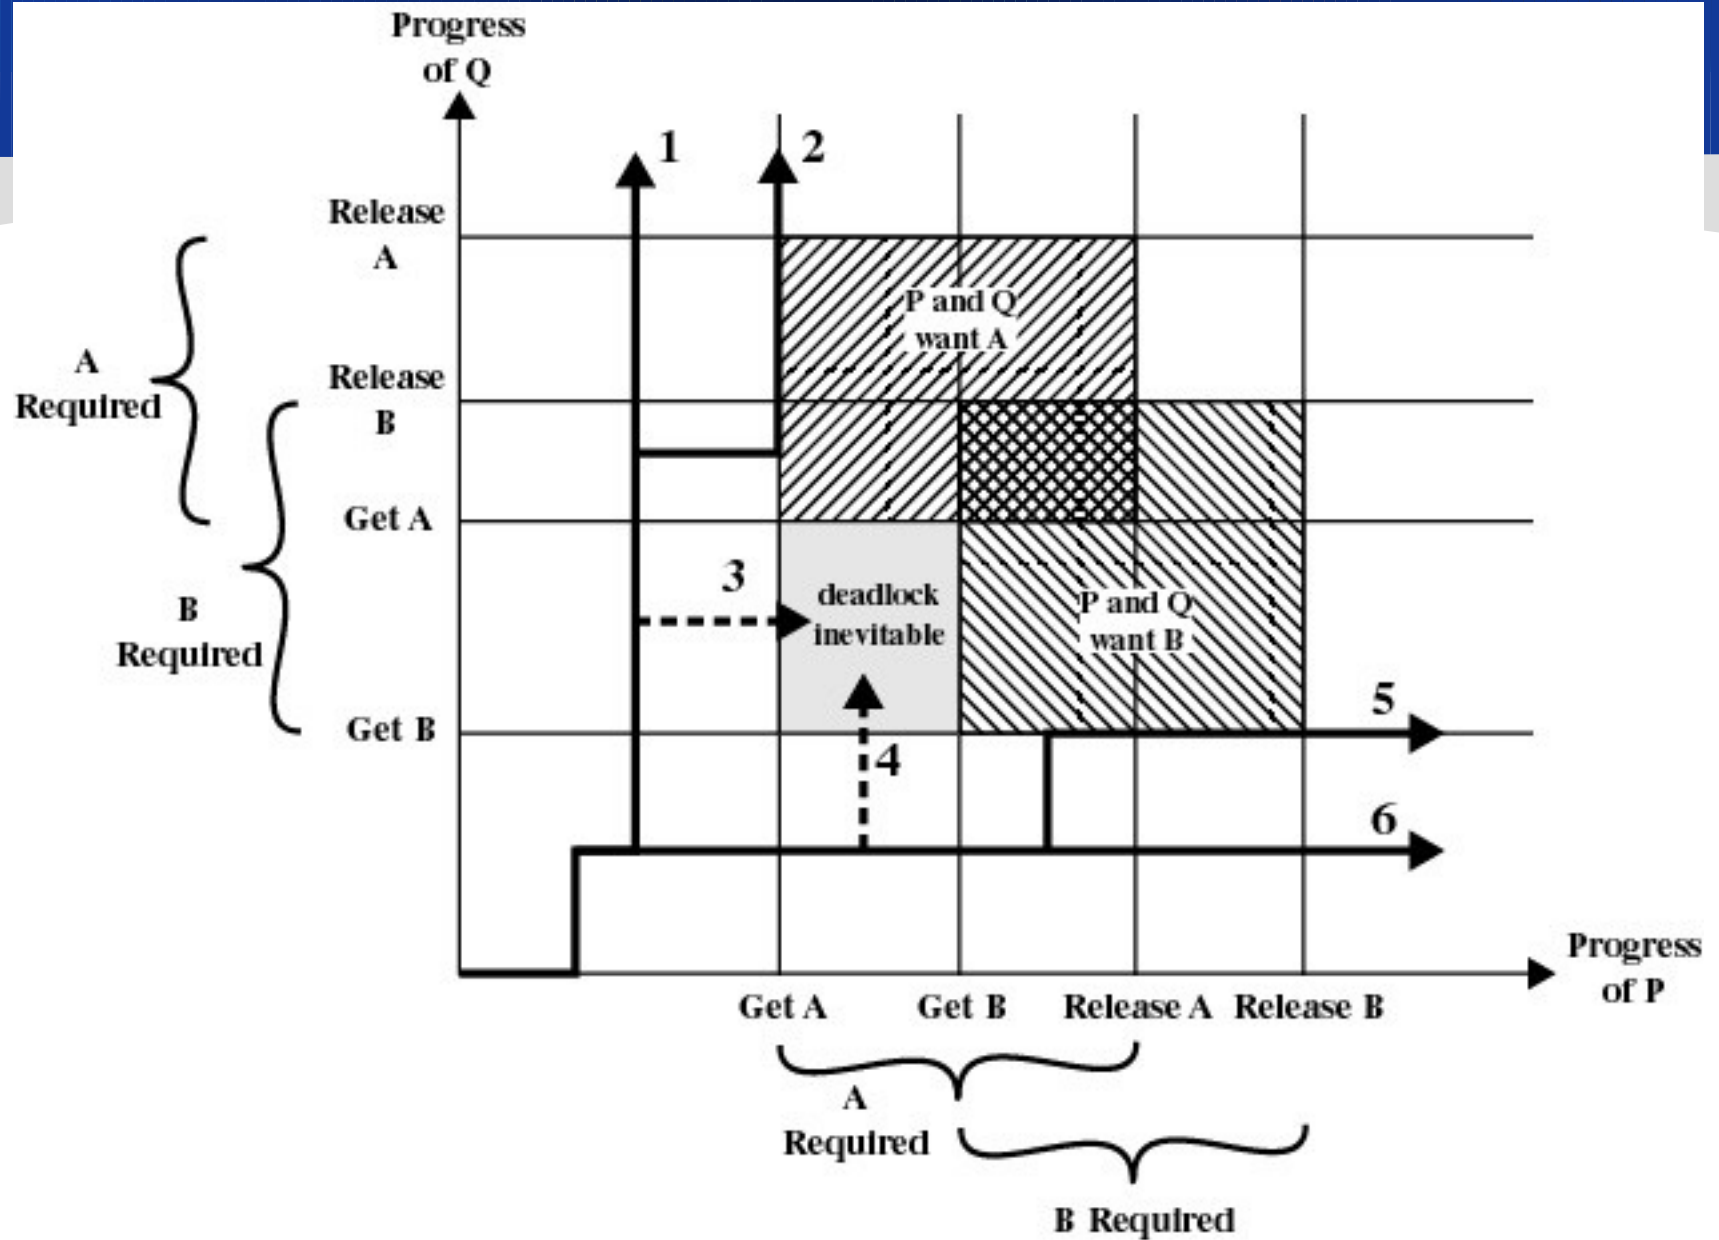 Progress
of Q
1
2
Release
A
P and Q
want A
A
Required
Release
B
Get A
3
deadlock
inevitable
P and Q
want B
B
Required
5
Get B
4
6
Progress
of P
Get A
Get B
Release A
Release B
A
Required
B Required